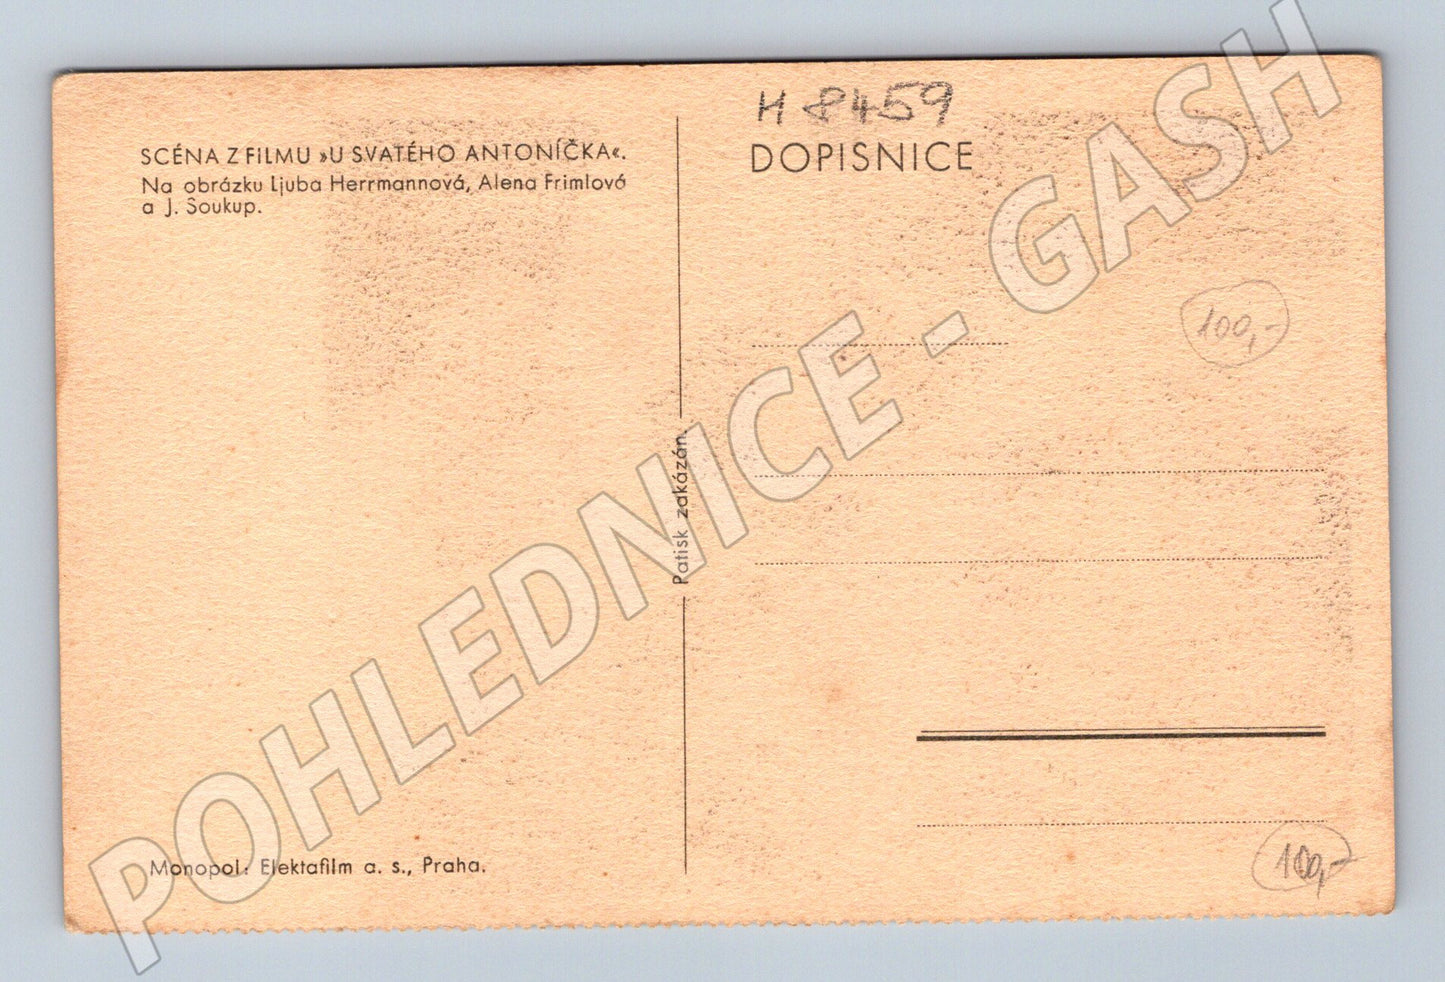 H 8459
SCÉNA Z FILMU »U SVATÉHO ANTONÍČKA«.
Na obrázku Ljuba Herrmannová, Alena Frimlová
a J. Soukup.
DOPISNICE
100,-
Patisk zakázán.
POHLEDNICE - GASH
Monopol: Elektafilm a. s., Praha.
100,-